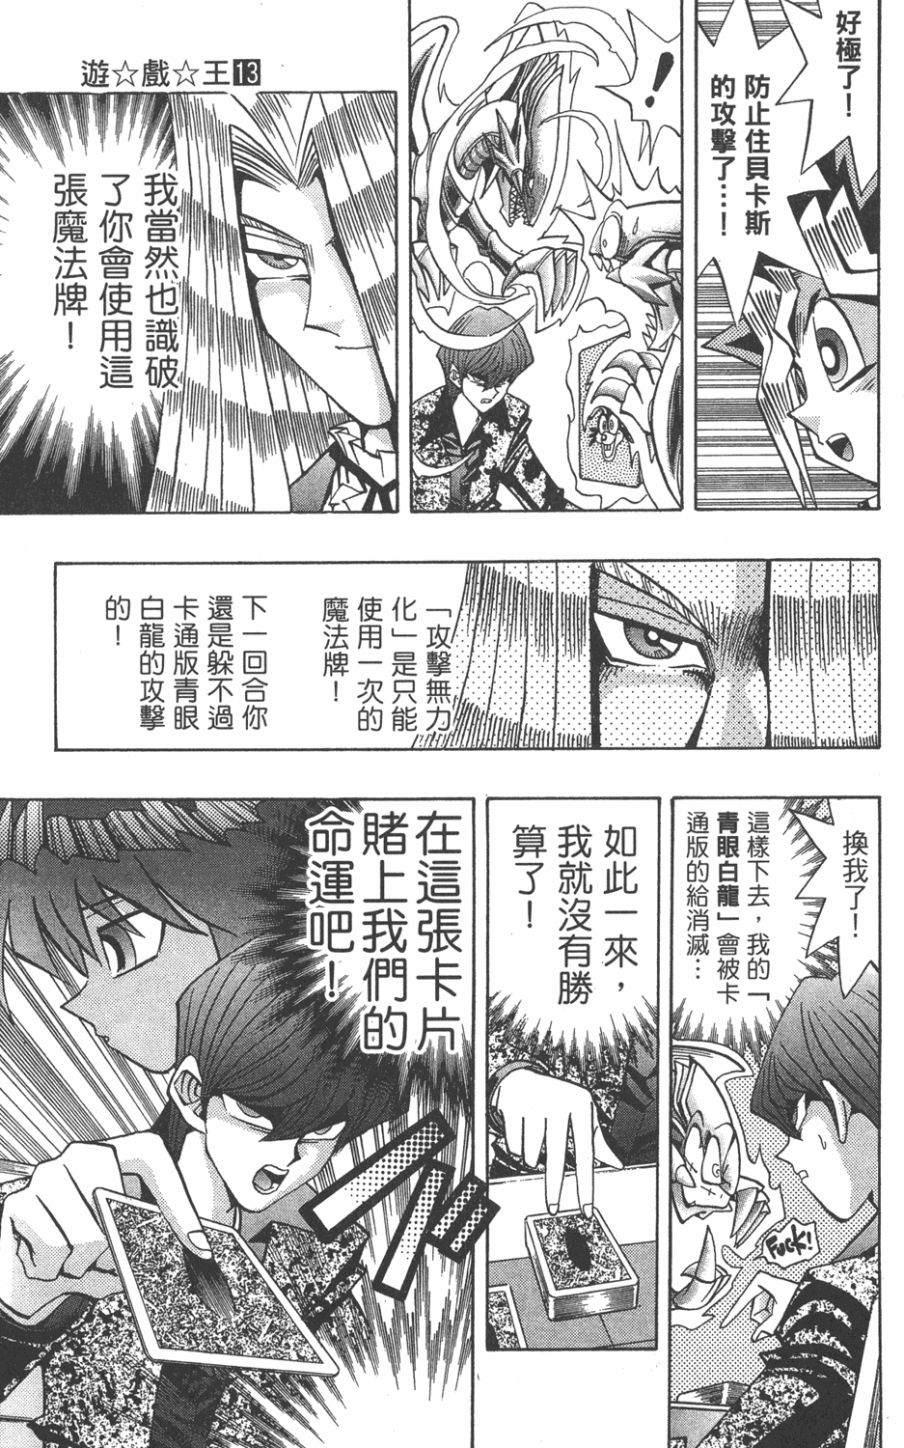 遊☆戲☆王13
好極了!
防止住貝卡斯
的攻擊了…!
!
我當然也識破
了你會使用這
張魔法牌!
「攻擊無力
化」是只能
使用一次的
魔法牌!
下一回合你
還是躲不過
卡通版青眼
白龍的攻擊
的!
換我了!
這樣下去,我的「
青眼白龍」會被卡
通版的給消滅…
Fuck!
如此一來,
我就沒有勝
算了!
在這張卡片
賭上我們的
命運吧!
バッ